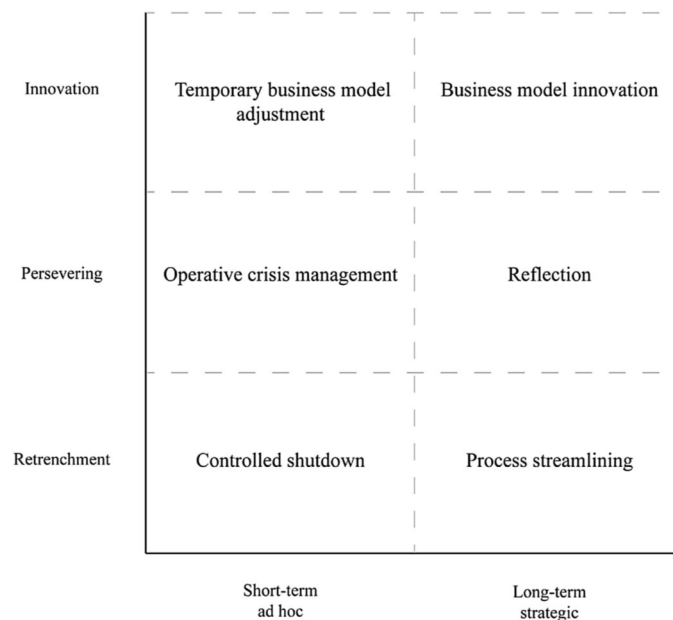 Innovation
Temporary business model
adjustment
Business model innovation
Persevering
Operative crisis management
Reflection
Retrenchment
Controlled shutdown
Process streamlining
Short-term
ad hoc
Long-term
strategic